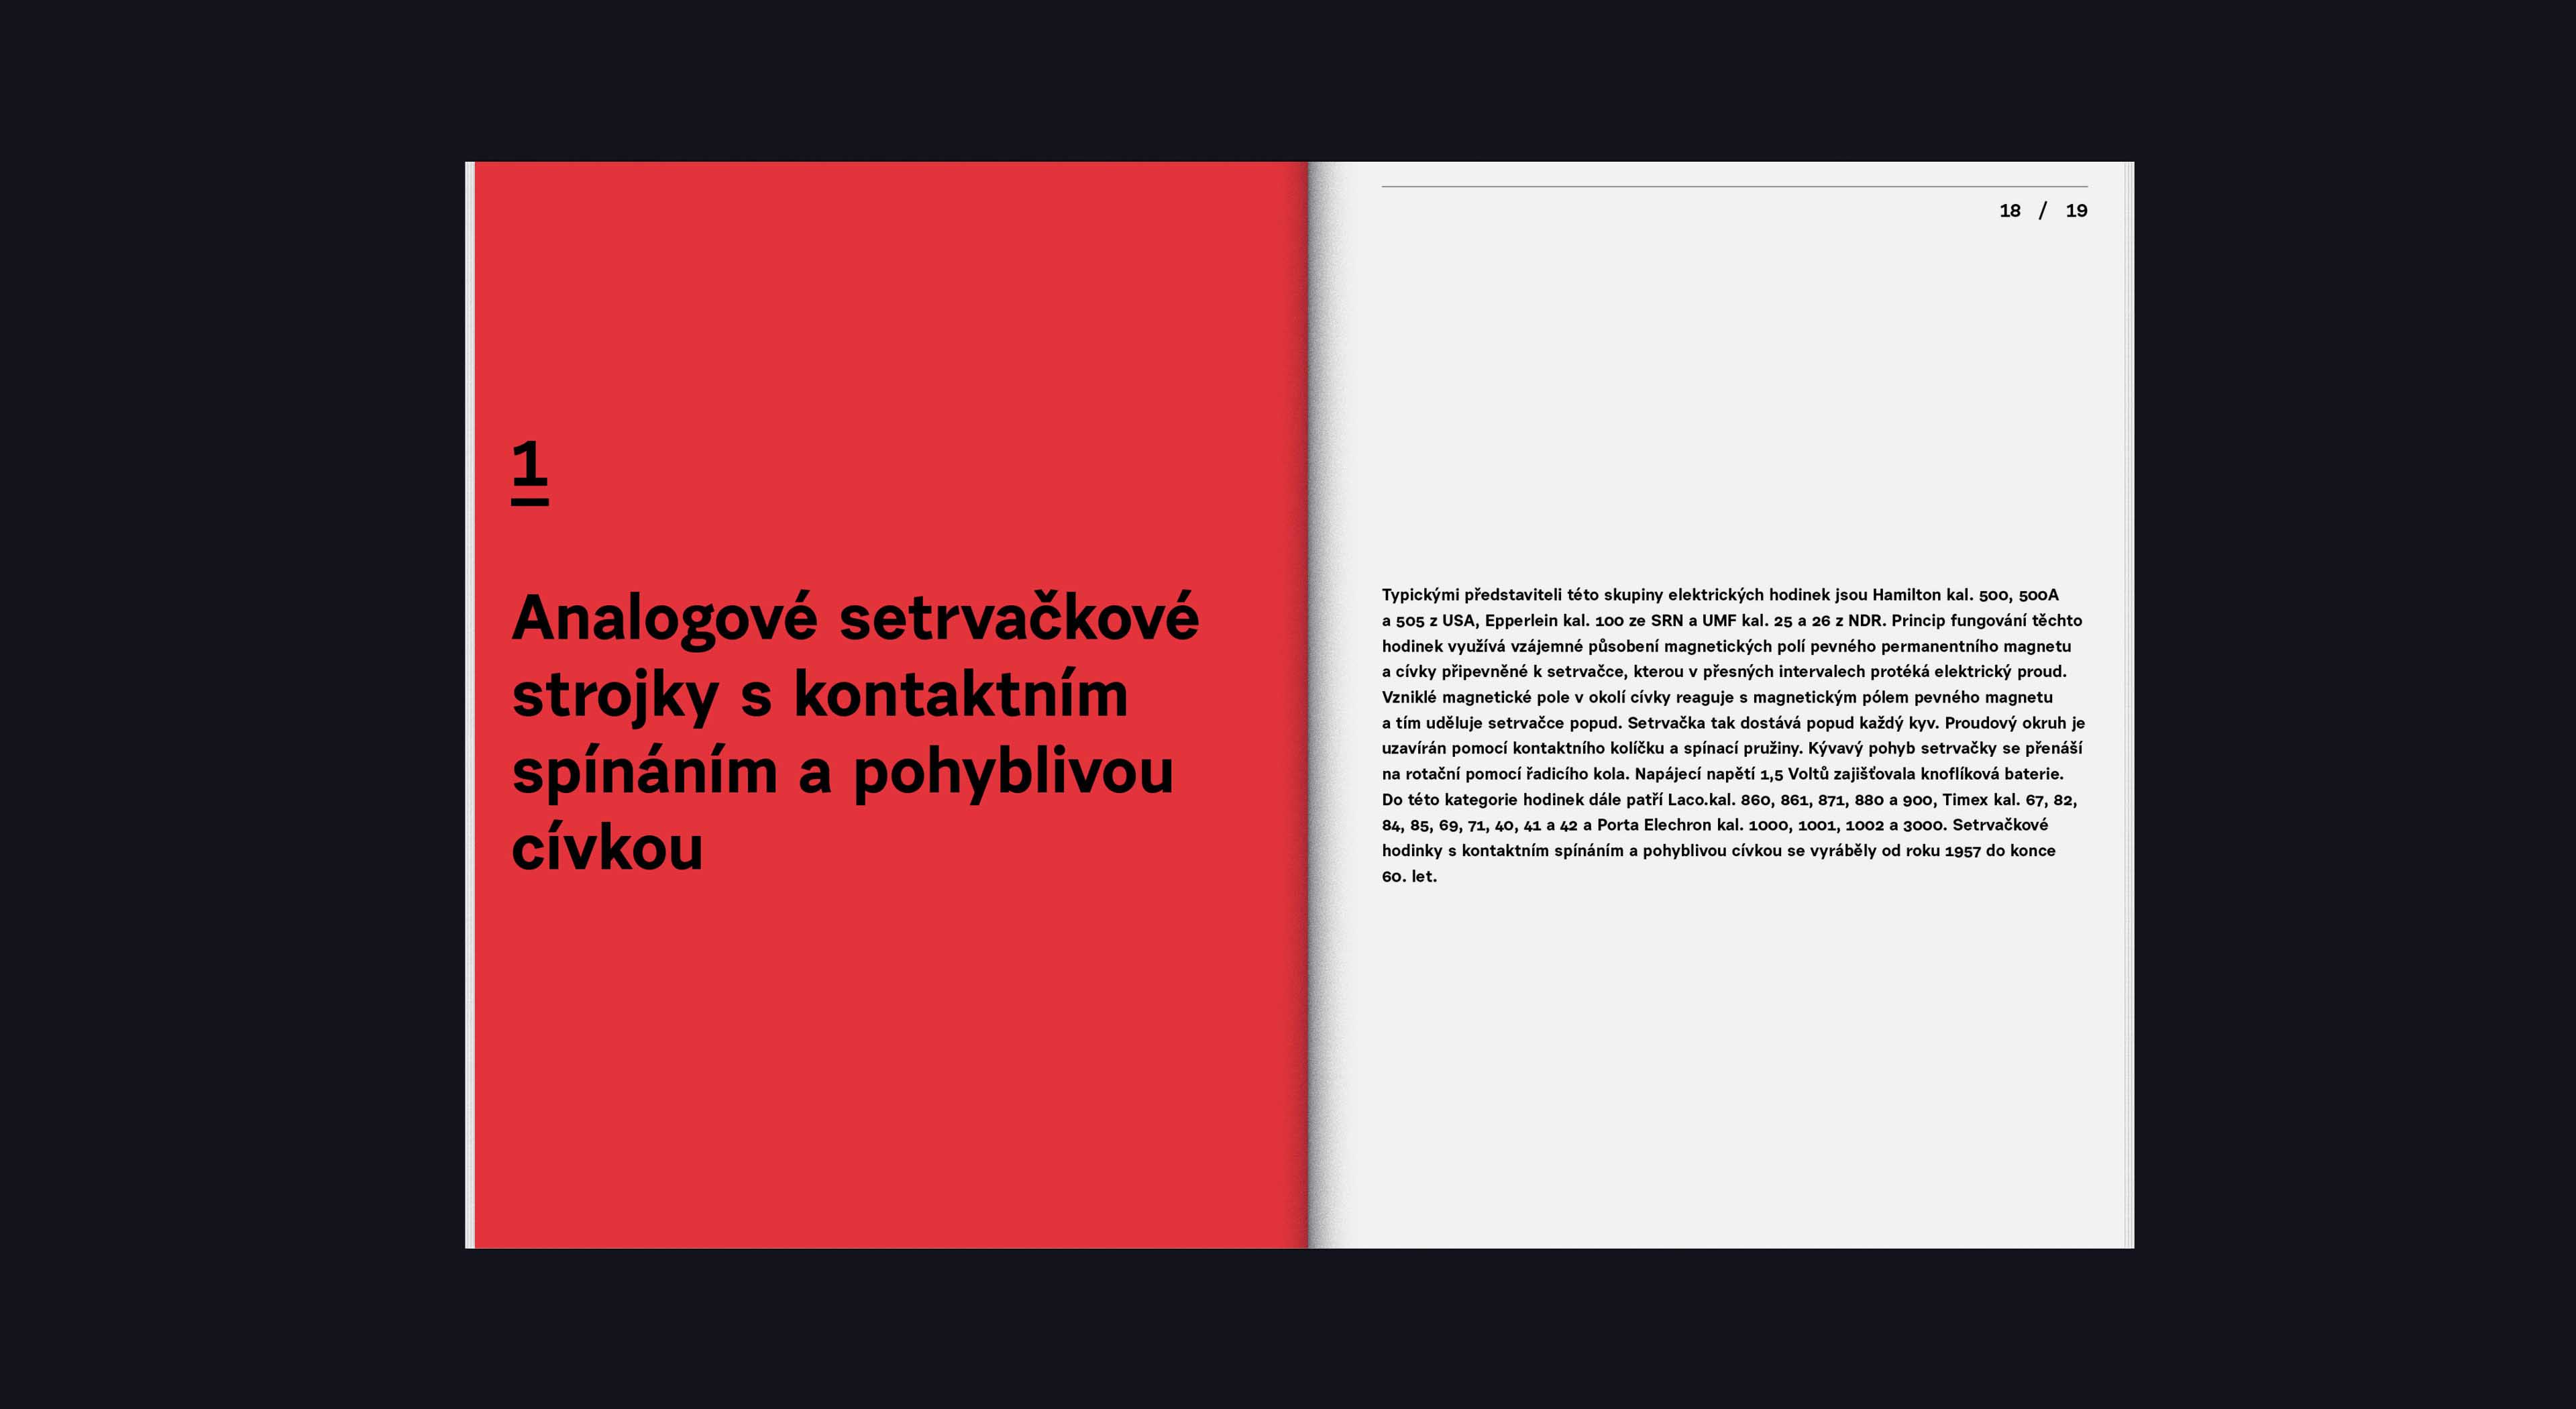 1
Analogové setrvačkové
strojky s kontaktním
spínáním a pohyblivou
cívkou
18 / 19
Typickými představiteli této skupiny elektrických hodinek jsou Hamilton kal. 500, 500A
a 505 z USA, Epperlein kal. 100 ze SRN a UMF kal. 25 a 26 z NDR. Princip fungování těchto
hodinek využívá vzájemné působení magnetických polí pevného permanentního magnetu
a cívky připevněné k setrvačce, kterou v přesných intervalech protéká elektrický proud.
Vzniklé magnetické pole v okolí cívky reaguje s magnetickým pólem pevného magnetu
a tím uděluje setrvačce popud. Setrvačka tak dostává popud každý kyv. Proudový okruh je
uzavírán pomocí kontaktního kolíčku a spínací pružiny. Kývavý pohyb setrvačky se přenáší
na rotační pomocí řadicího kola. Napájecí napětí 1,5 Voltů zajišťovala knoflíková baterie.
Do této kategorie hodinek dále patří Laco.kal. 860, 861, 871, 880 a 900, Timex kal. 67, 82,
84, 85, 69, 71, 40, 41 a 42 a Porta Elechron kal. 1000, 1001, 1002 a 3000. Setrvačkové
hodinky s kontaktním spínáním a pohyblivou cívkou se vyráběly od roku 1957 do konce
60. let.